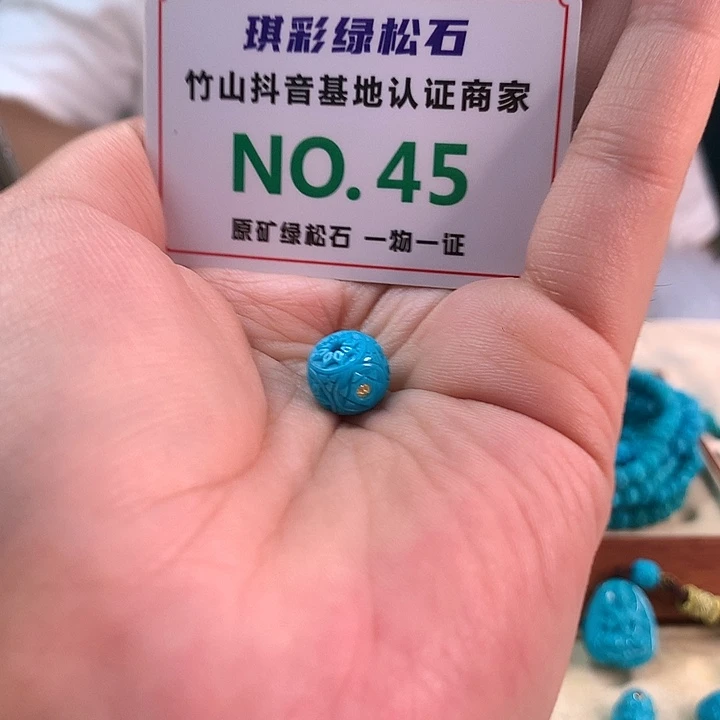 琪彩绿松石
竹山抖音基地认证商家
NO.45
原矿绿松石 一物一证